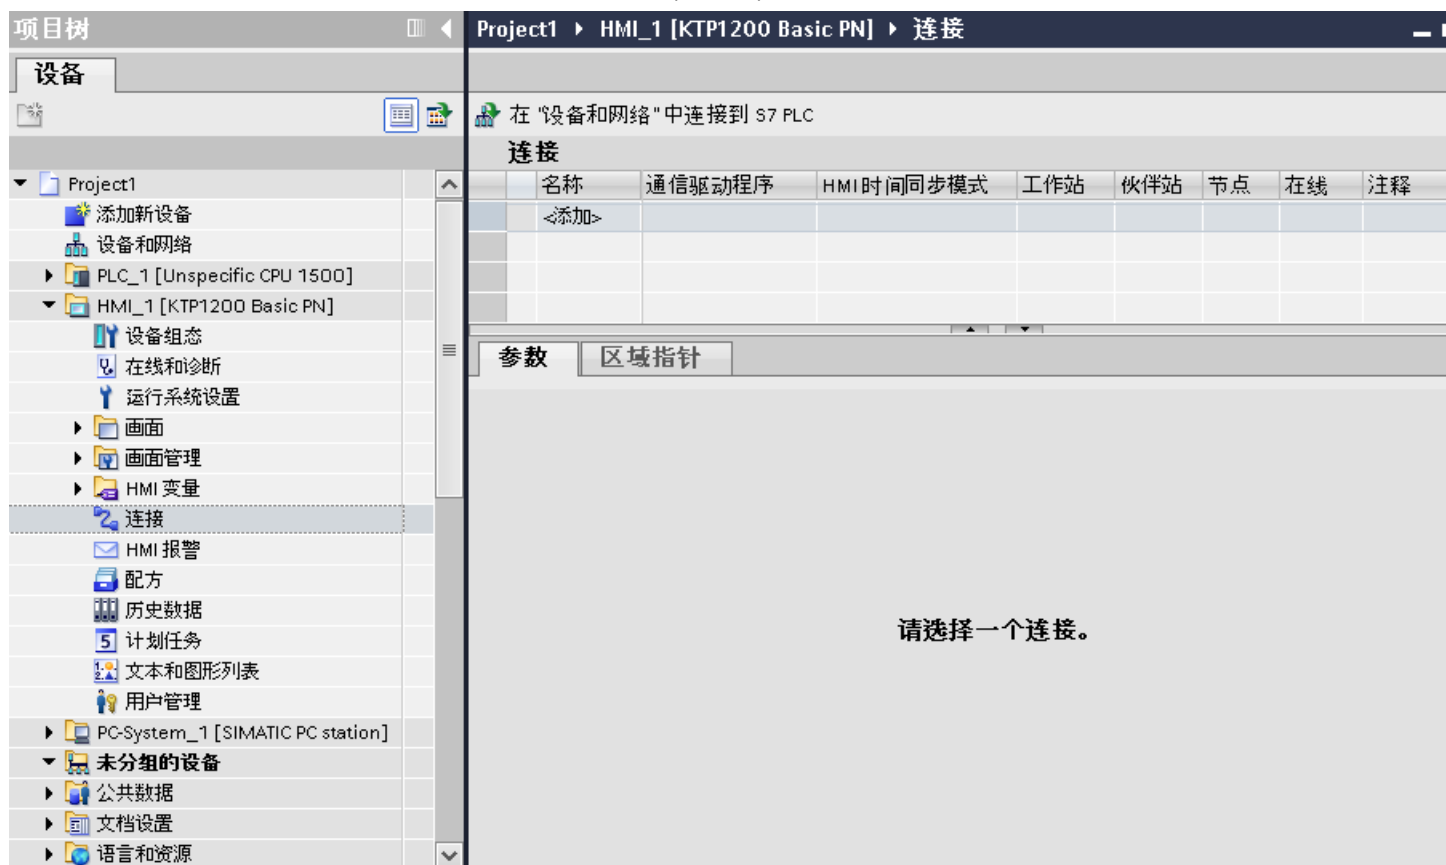 项目树
Project1 HMI_1 [KTP1200 Basic PN] 连接
设备
在 "设备和网络" 中连接到 S7 PLC
连接
名称 通信驱动程序 HMI时间同步模式 工作站 伙伴站 节点 在线 注释
<添加>
Project1
添加新设备
设备和网络
PLC_1 [Unspecific CPU 1500]
HMI_1 [KTP1200 Basic PN]
设备组态
在线和诊断
运行系统设置
画面
画面管理
HMI 变量
连接
HMI 报警
配方
历史数据
计划任务
文本和图形列表
用户管理
PC-System_1 [SIMATIC PC station]
未分组的设备
公共数据
文档设置
语言和资源
参数 区域指针
请选择一个连接。